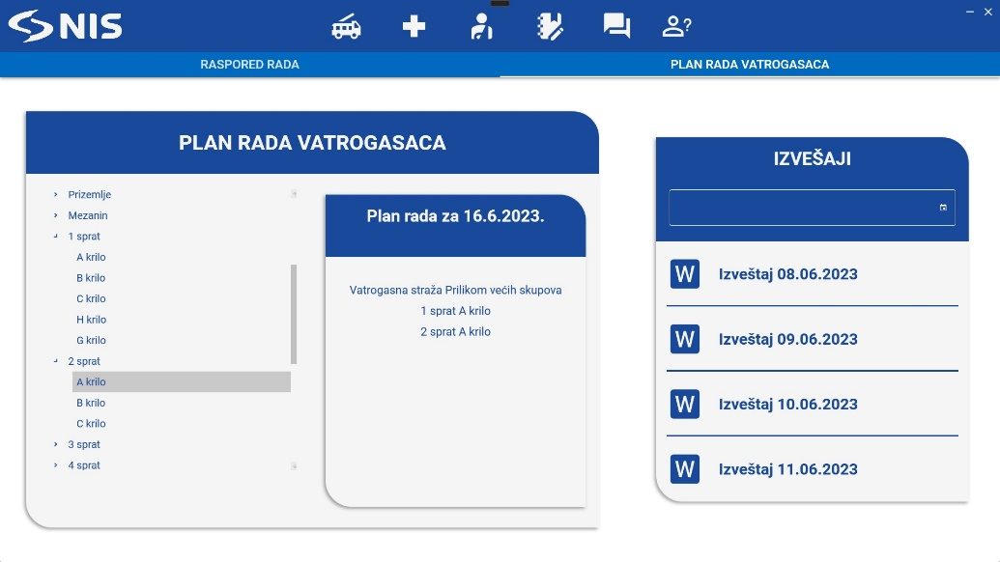 NIS
?
RASPORED RADA
PLAN RADA VATROGASACA
PLAN RADA VATROGASACA
Prizemlje
Mezanin
1 sprat
A krilo
B krilo
C krilo
H krilo
G krilo
2 sprat
A krilo
B krilo
C krilo
3 sprat
4 sprat
Plan rada za 16.6.2023.
Vatrogasna straža Prilikom većih skupova
1 sprat A krilo
2 sprat A krilo
IZVEŠAJI
W Izveštaj 08.06.2023
W Izveštaj 09.06.2023
W Izveštaj 10.06.2023
W Izveštaj 11.06.2023